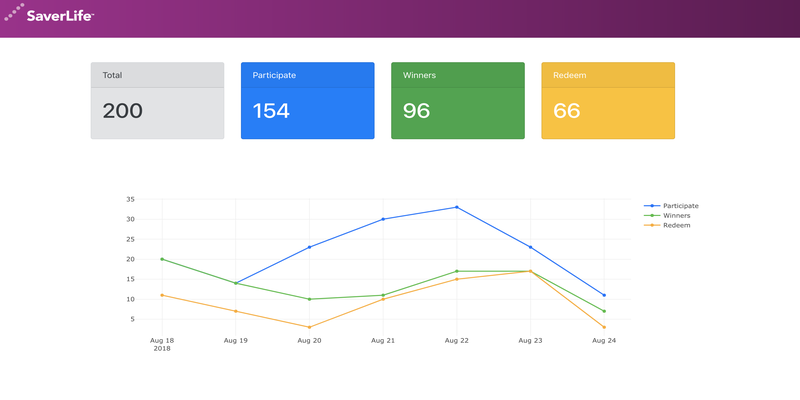 SaverLife™
Total
200
Participate
154
Winners
96
Redeem
66
35
30
25
20
15
10
5
Aug 18
2018
Aug 19
Aug 20
Aug 21
Aug 22
Aug 23
Aug 24
Participate
Winners
Redeem